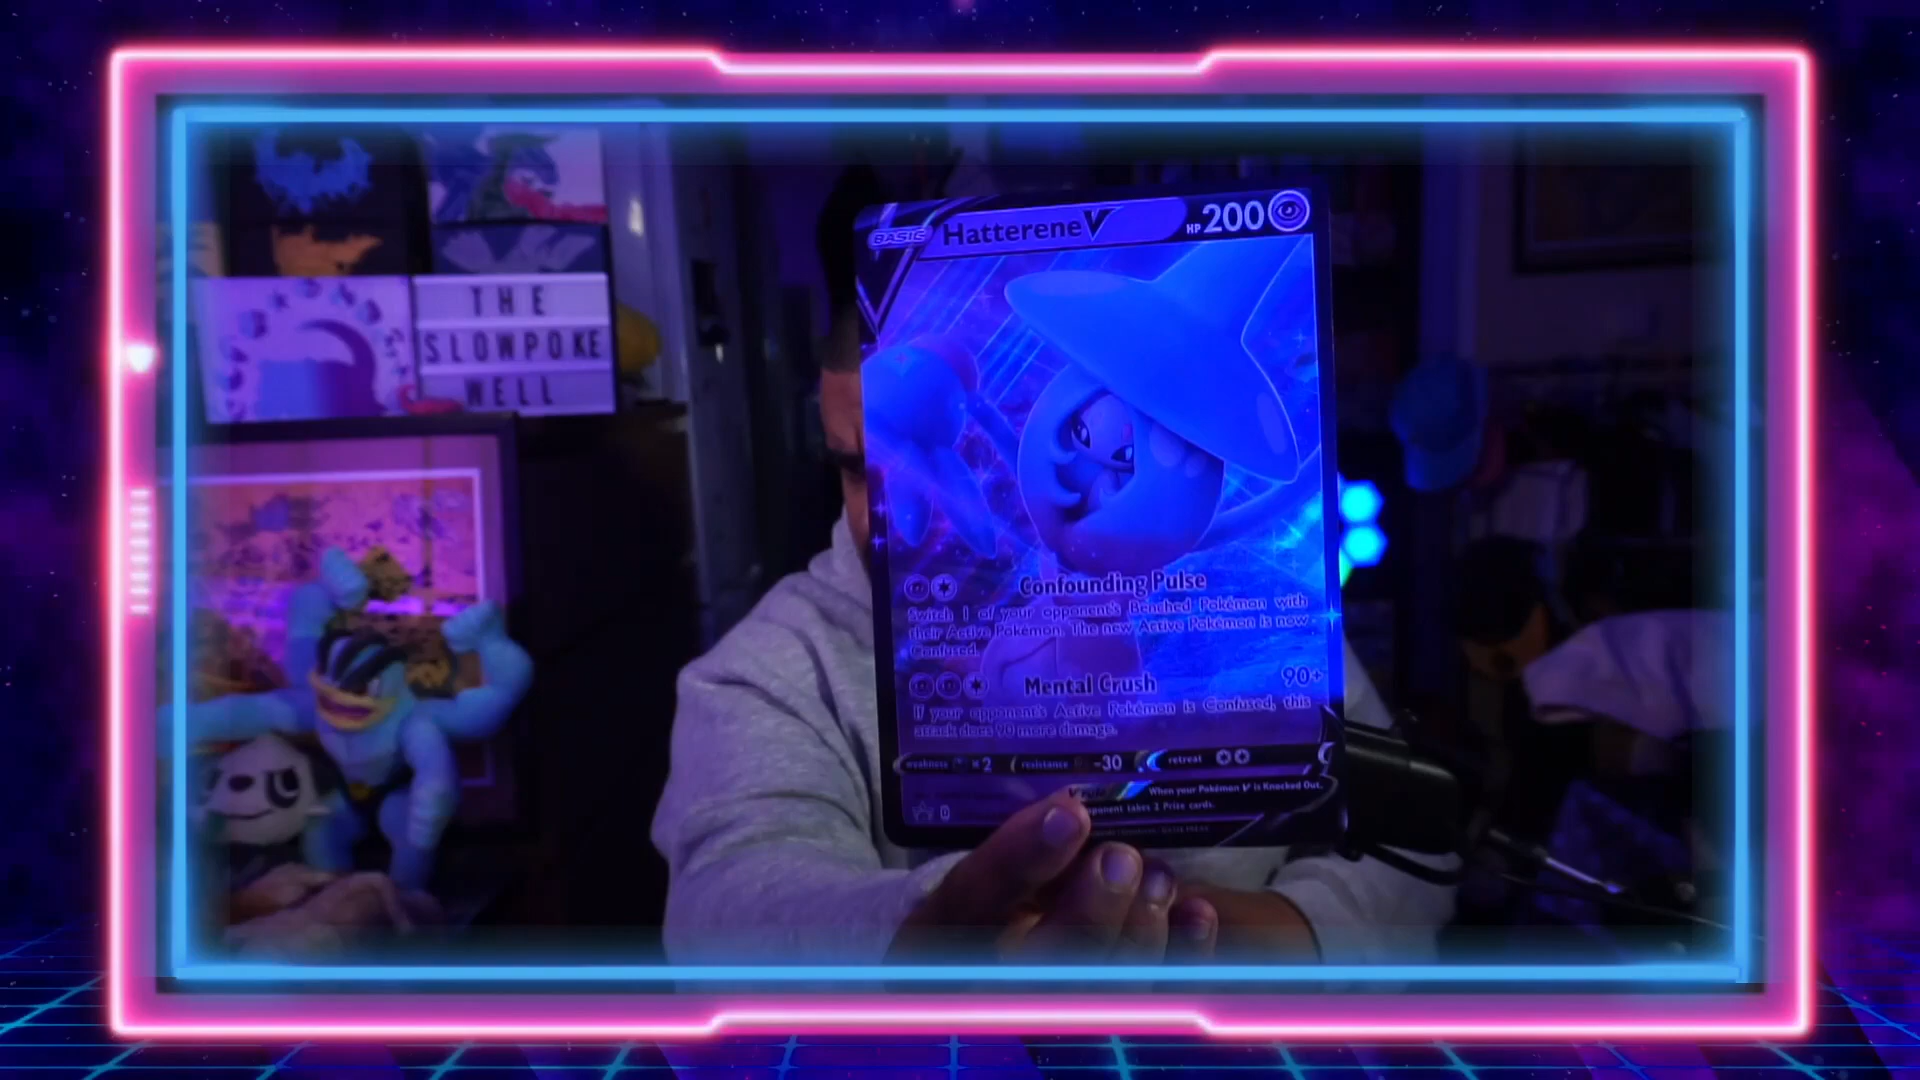 THE
SLOWPOKE
WELL
BASIC Hatterene V HP 200
Confounding Pulse
Switch 1 of your opponent's Benched Pokémon with
their Active Pokémon. The new Active Pokémon is now
Confused.
Mental Crush 90+
If your opponent's Active Pokémon is Confused, this
attack does 90 more damage.
weakness ×2 resistance -30 retreat
V rule When your Pokémon V is Knocked Out,
opponent takes 2 Prize cards.
D